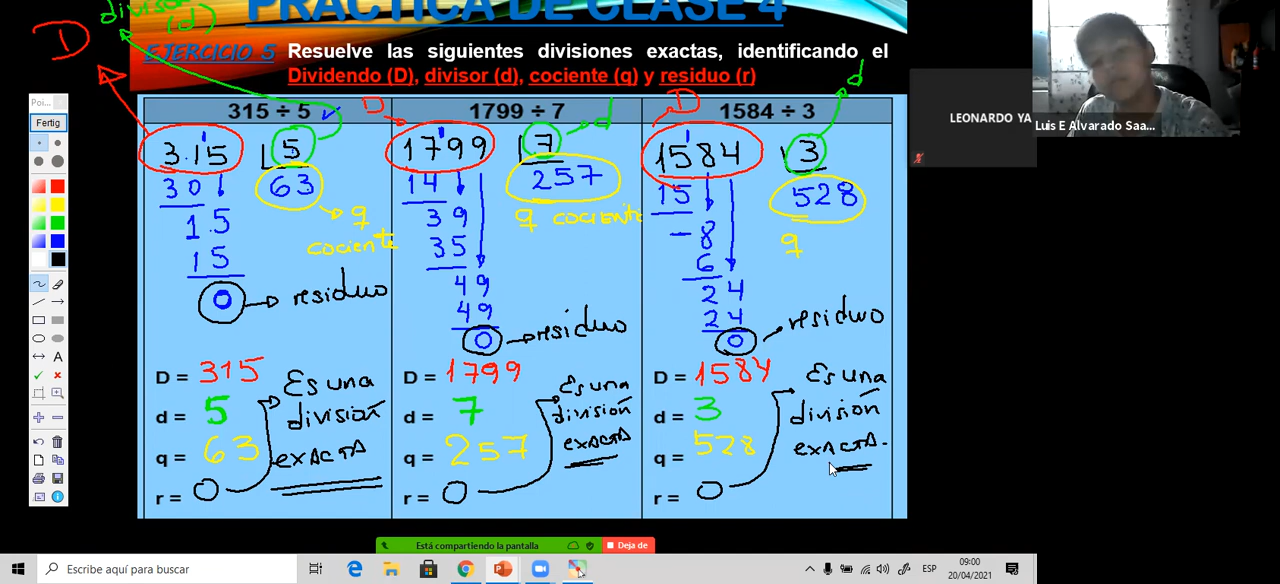 PRÁCTICA DE CLASE 4
divisor
(d)
D
EJERCICIO 5 Resuelve las siguientes divisiones exactas, identificando el
Dividendo (D), divisor (d), cociente (q) y residuo (r)
315 ÷ 5
3.15 5
30 63
1.5
15
0 residuo
q
cociente
D = 315
d = 5
q = 63
r = 0
Es una
división
EXACTA
D
1799 ÷ 7
d
1799 7
14 257
39
35
49
49
0 residuo
q cociente
D = 1799
d = 7
q = 257
r = 0
Es una
división
EXACTA
D
1584 ÷ 3
d
1584 3
15 528
- 8
6
24
24
0 residuo
q
D = 1584
d = 3
q = 528
r = 0
Es una
división
EXACTA.
Poi...
Fertig
A
LEONARDO YA
Luis E Alvarado Saa...
Está compartiendo la pantalla
Deja de
Escribe aquí para buscar
ESP
09:00
20/04/2021